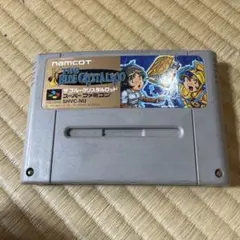 namcot
THE BLUE CRYSTAL ROD
ザ ブルークリスタルロッド
スーパーファミコン
SHVC-NU